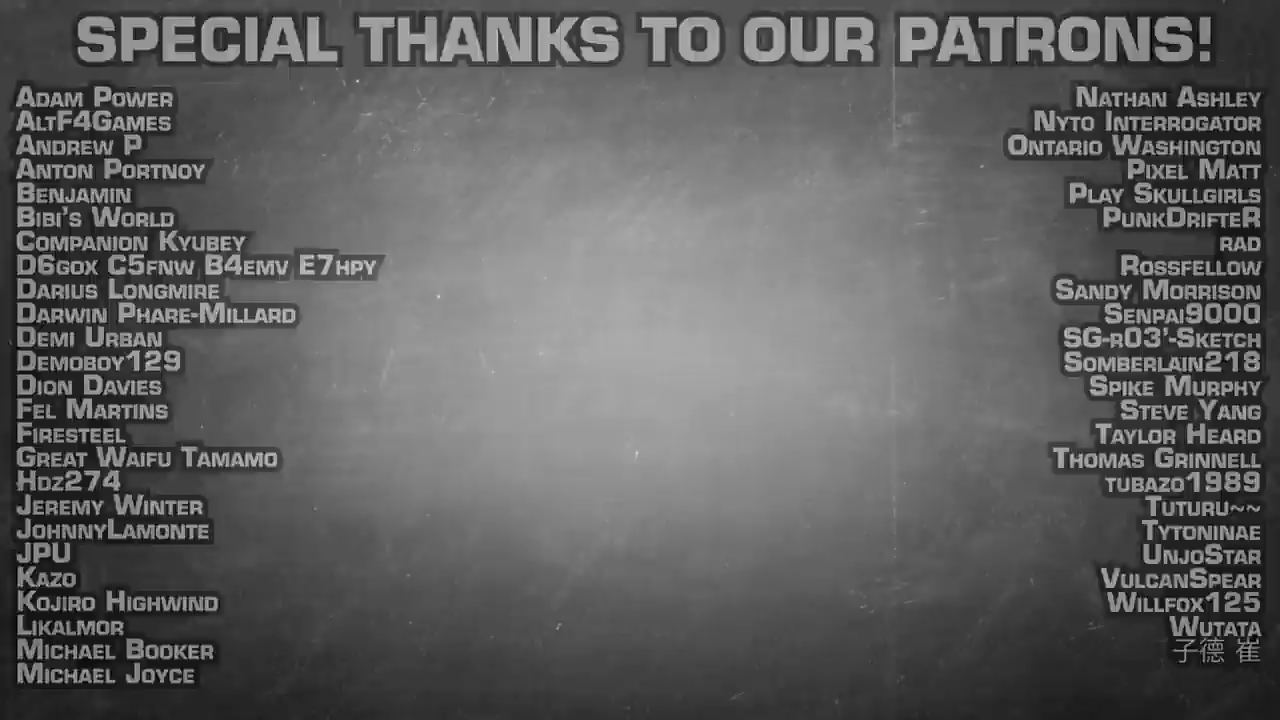 SPECIAL THANKS TO OUR PATRONS!
ADAM POWER
ALTF4GAMES
ANDREW P
ANTON PORTNOY
BENJAMIN
BIBI'S WORLD
COMPANION KYUBEY
D6GOX C5FNW B4EMV E7HPY
DARIUS LONGMIRE
DARWIN PHARE-MILLARD
DEMI URBAN
DEMOBOY129
DION DAVIES
FEL MARTINS
FIRESTEEL
GREAT WAIFU TAMAMO
HDZ274
JEREMY WINTER
JOHNNYLAMONTE
JPU
KAZO
KOJIRO HIGHWIND
LIKALMOR
MICHAEL BOOKER
MICHAEL JOYCE
NATHAN ASHLEY
NYTO INTERROGATOR
ONTARIO WASHINGTON
PIXEL MATT
PLAY SKULLGIRLS
PUNKDRIFTER
RAD
ROSSFELLOW
SANDY MORRISON
SENPAI9000
SG-R03'-SKETCH
SOMBERLAIN218
SPIKE MURPHY
STEVE YANG
TAYLOR HEARD
THOMAS GRINNELL
TUBAZO1989
TUTURU~~
TYTONINAE
UNJOSTAR
VULCANSPEAR
WILLFOX125
WUTATA
子德 崔